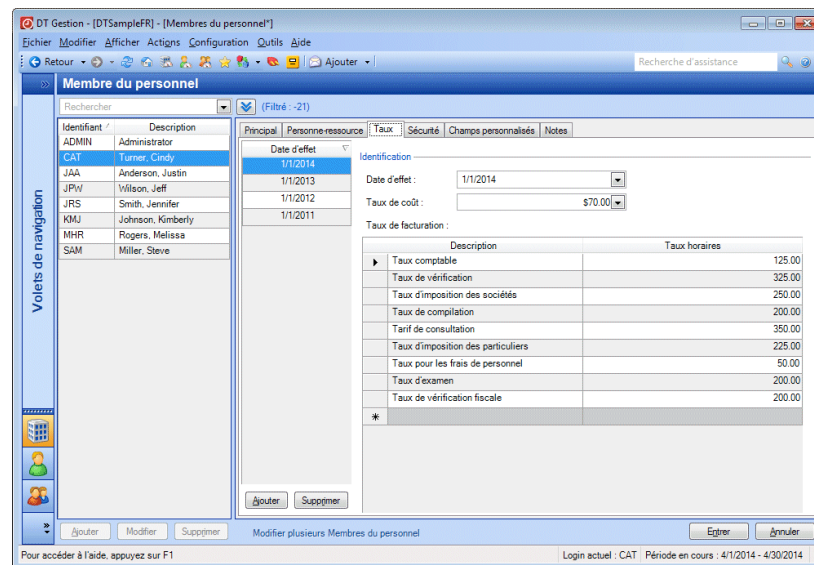 DT Gestion - [DTSampleFR] - [Membres du personnel*]
Fichier Modifier Afficher Actions Configuration Outils Aide
Retour Ajouter Recherche d'assistance
Membre du personnel
Rechercher (Filtré : -21)
Identifiant Description
ADMIN Administrator
CAT Turner, Cindy
JAA Anderson, Justin
JPW Wilson, Jeff
JRS Smith, Jennifer
KMJ Johnson, Kimberly
MHR Rogers, Melissa
SAM Miller, Steve
Volets de navigation
Principal Personne-ressource Taux Sécurité Champs personnalisés Notes
Date d'effet
1/1/2014
1/1/2013
1/1/2012
1/1/2011
Identification
Date d'effet : 1/1/2014
Taux de coût : $70.00
Taux de facturation :
Description Taux horaires
Taux comptable 125.00
Taux de vérification 325.00
Taux d'imposition des sociétés 250.00
Taux de compilation 200.00
Tarif de consultation 350.00
Taux d'imposition des particuliers 225.00
Taux pour les frais de personnel 50.00
Taux d'examen 200.00
Taux de vérification fiscale 200.00
Ajouter Supprimer
Ajouter Modifier Supprimer Modifier plusieurs Membres du personnel Entrer Annuler
Pour accéder à l'aide, appuyez sur F1 Login actuel : CAT Période en cours : 4/1/2014 - 4/30/2014